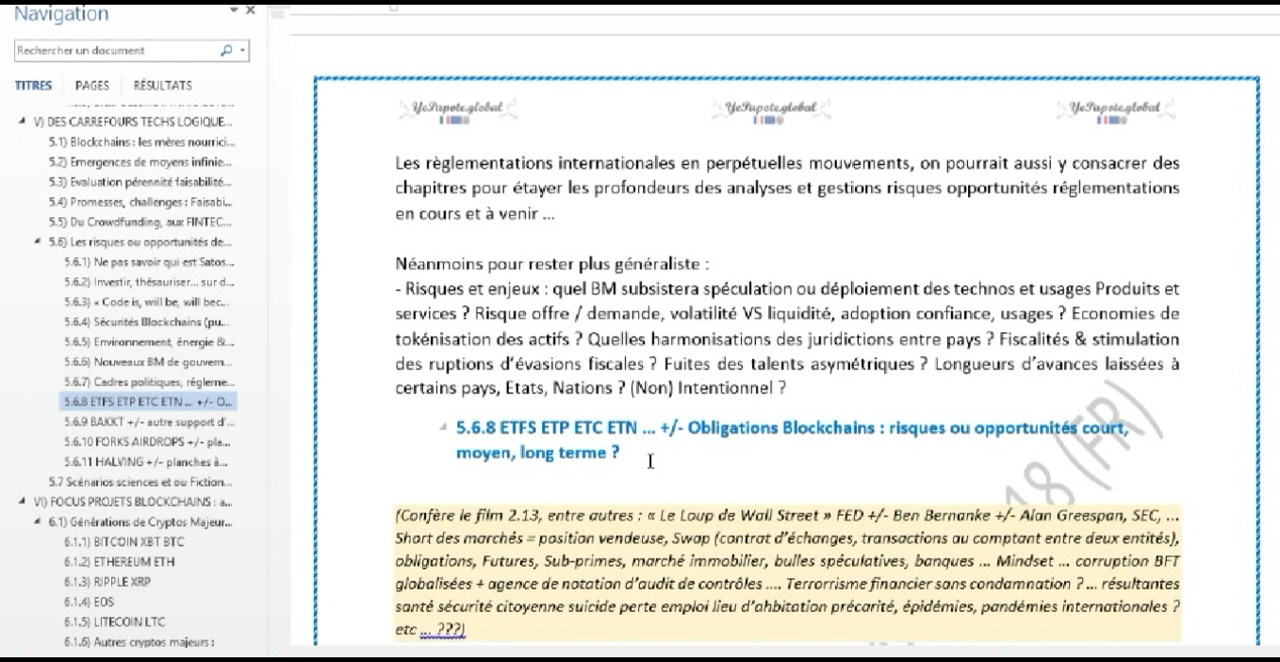 Navigation
Rechercher un document
TITRES PAGES RÉSULTATS
V) DES CARREFOURS TECHS LOGIQUE...
5.1) Blockchains : les mères nourrici...
5.2) Emergences de moyens infinie...
5.3) Evaluation pérennité faisabilité...
5.4) Promesses, challenges : Faisabi...
5.5) Du Crowdfunding, aux FINTEC...
5.6) Les risques ou opportunités de...
5.6.1) Ne pas savoir qui est Satos...
5.6.2) Investir, thésauriser... sur d...
5.6.3) « Code is, will be, will bec...
5.6.4) Sécurités Blockchains (pu...
5.6.5) Environnement, énergie &...
5.6.6) Nouveaux BM de gouvern...
5.6.7) Cadres politiques, régleme...
5.6.8 ETFS ETP ETC ETN ... +/- O...
5.6.9 BAKKT +/- autre support d'...
5.6.10 FORKS AIRDROPS +/- pla...
5.6.11 HALVING +/- planches à...
5.7 Scénarios sciences et ou Fiction...
VI) FOCUS PROJETS BLOCKCHAINS : a...
6.1) Générations de Cryptos Majeur...
6.1.1) BITCOIN XBT BTC
6.1.2) ETHEREUM ETH
6.1.3) RIPPLE XRP
6.1.4) EOS
6.1.5) LITECOIN LTC
6.1.6) Autres cryptos majeurs :
YePapote.global YePapote.global YePapote.global
Les règlementations internationales en perpétuelles mouvements, on pourrait aussi y consacrer des
chapitres pour étayer les profondeurs des analyses et gestions risques opportunités réglementations
en cours et à venir ...
Néanmoins pour rester plus généraliste :
- Risques et enjeux : quel BM subsistera spéculation ou déploiement des technos et usages Produits et
services ? Risque offre / demande, volatilité VS liquidité, adoption confiance, usages ? Economies de
tokénisation des actifs ? Quelles harmonisations des juridictions entre pays ? Fiscalités & stimulation
des ruptions d'évasions fiscales ? Fuites des talents asymétriques ? Longueurs d'avances laissées à
certains pays, Etats, Nations ? (Non) Intentionnel ?
5.6.8 ETFS ETP ETC ETN ... +/- Obligations Blockchains : risques ou opportunités court,
moyen, long terme ?
18 (FR)
(Confère le film 2.13, entre autres : « Le Loup de Wall Street » FED +/- Ben Bernanke +/- Alan Greespan, SEC, ...
Short des marchés = position vendeuse, Swap (contrat d'échanges, transactions au comptant entre deux entités),
obligations, Futures, Sub-primes, marché immobilier, bulles spéculatives, banques ... Mindset ... corruption BFT
globalisées + agence de notation d'audit de contrôles .... Terrorrisme financier sans condamnation ? ... résultantes
santé sécurité citoyenne suicide perte emploi lieu d'ahbitation précarité, épidémies, pandémies internationales ?
etc ... ???)